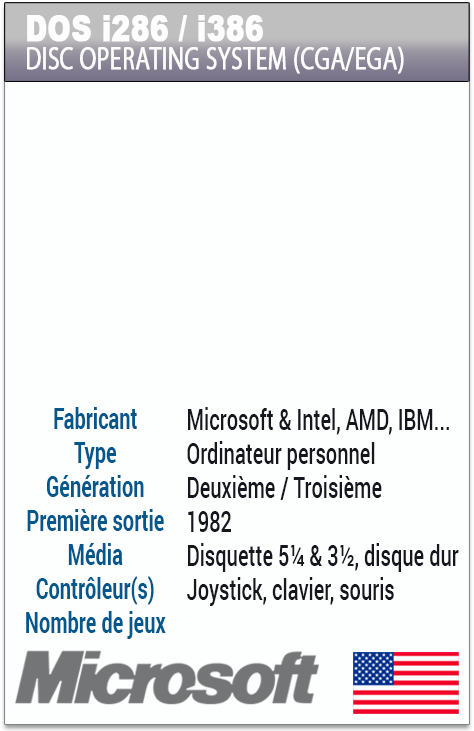 DOS i286 / i386
DISC OPERATING SYSTEM (CGA/EGA)
Fabricant Microsoft & Intel, AMD, IBM...
Type Ordinateur personnel
Génération Deuxième / Troisième
Première sortie 1982
Média Disquette 5¼ & 3½, disque dur
Contrôleur(s) Joystick, clavier, souris
Nombre de jeux
Microsoft